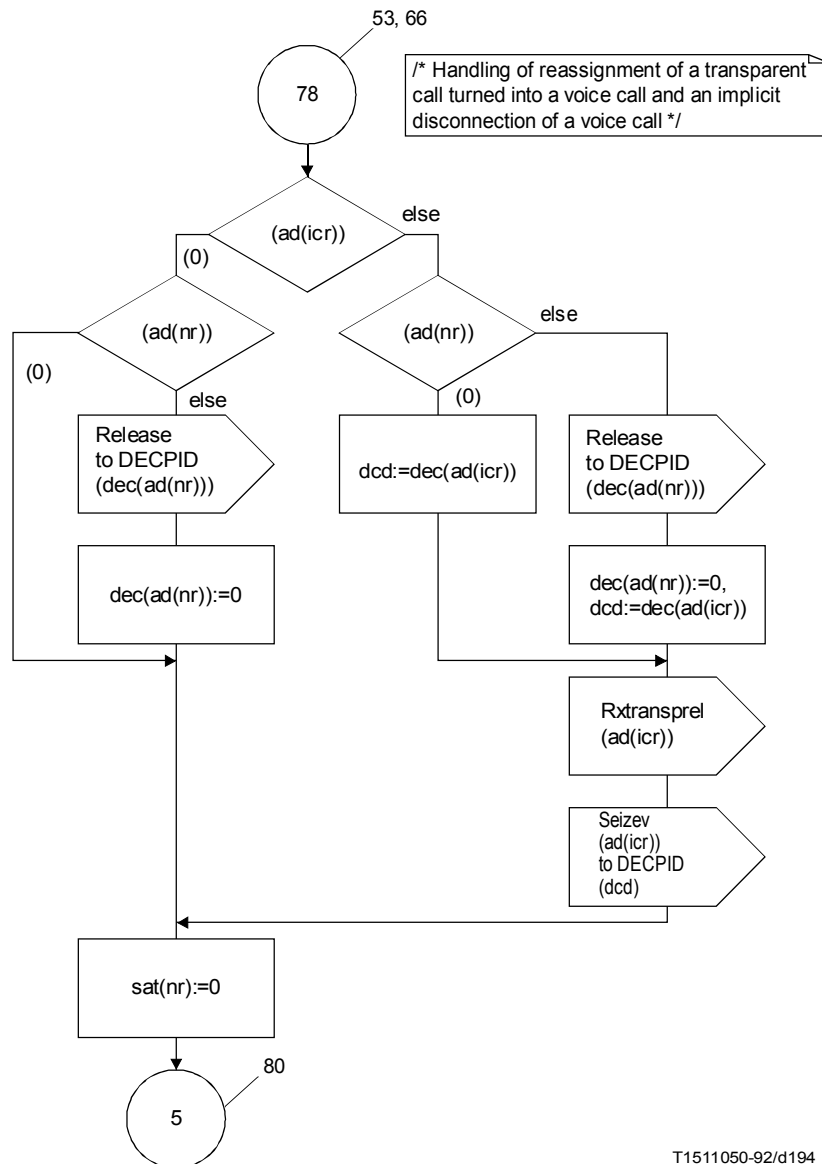 53, 66
78
/* Handling of reassignment of a transparent
call turned into a voice call and an implicit
disconnection of a voice call */
(ad(icr))
else
(0)
(ad(nr))
(0)
else
(ad(nr))
else
(0)
Release
to DECPID
(dec(ad(nr)))
dcd:=dec(ad(icr))
Release
to DECPID
(dec(ad(nr)))
dec(ad(nr)):=0
dec(ad(nr)):=0,
dcd:=dec(ad(icr))
Rxtransprel
(ad(icr))
Seizev
(ad(icr))
to DECPID
(dcd)
sat(nr):=0
80
5
T1511050-92/d194